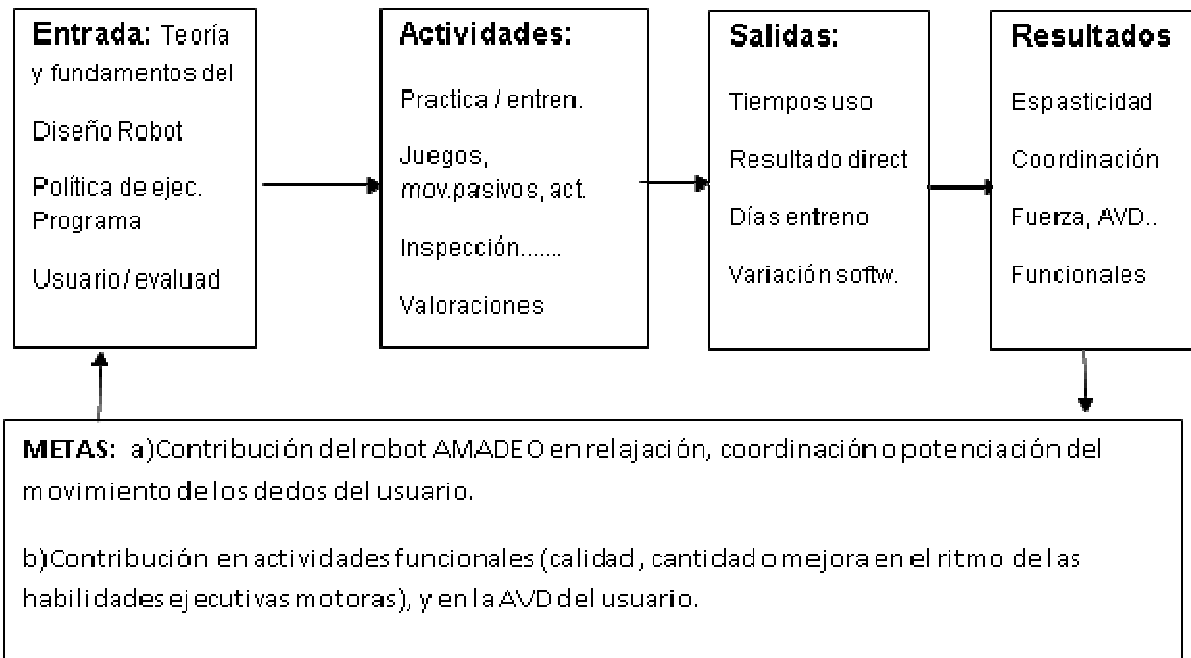 Entrada: Teoría
y fundamentos del
Diseño Robot
Política de ejec.
Programa
Usuario/ evaluad
Actividades:
Practica / entren.
Juegos,
mov.pasivos, act.
Inspección.......
Valoraciones
Salidas:
Tiempos uso
Resultado direct
Días entreno
Variación softw.
Resultados
Espasticidad
Coordinación
Fuerza, AVD..
Funcionales
METAS: a)Contribución del robot AMADEO en relajación, coordinación o potenciación del
movimiento de los dedos del usuario.
b)Contribución en actividades funcionales (calidad, cantidad o mejora en el ritmo de las
habilidades ejecutivas motoras), y en la AVD del usuario.